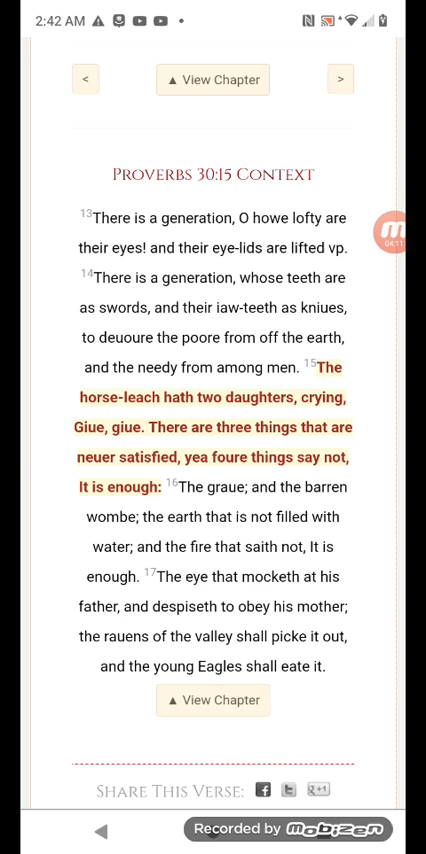 2:42 AM
<
▲ View Chapter
>
Proverbs 30:15 Context
13There is a generation, O howe lofty are
their eyes! and their eye-lids are lifted vp.
14There is a generation, whose teeth are
as swords, and their iaw-teeth as kniues,
to deuoure the poore from off the earth,
and the needy from among men. 15The
horse-leach hath two daughters, crying,
Giue, giue. There are three things that are
neuer satisfied, yea foure things say not,
It is enough: 16The graue; and the barren
wombe; the earth that is not filled with
water; and the fire that saith not, It is
enough. 17The eye that mocketh at his
father, and despiseth to obey his mother;
the rauens of the valley shall picke it out,
and the young Eagles shall eate it.
▲ View Chapter
Share This Verse: f t g+1
m
04:11
Recorded by mobizen